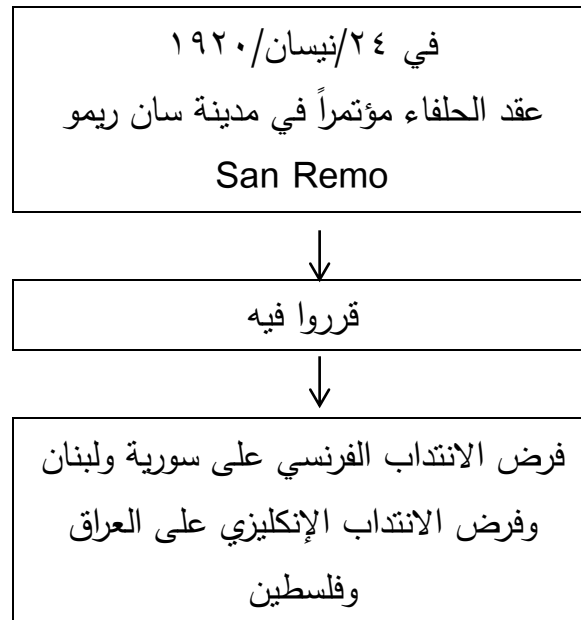 في ٢٤/نيسان/١٩٢٠
عقد الحلفاء مؤتمراً في مدينة سان ريمو
San Remo
قرروا فيه
فرض الانتداب الفرنسي على سورية ولبنان
وفرض الانتداب الإنكليزي على العراق
وفلسطين